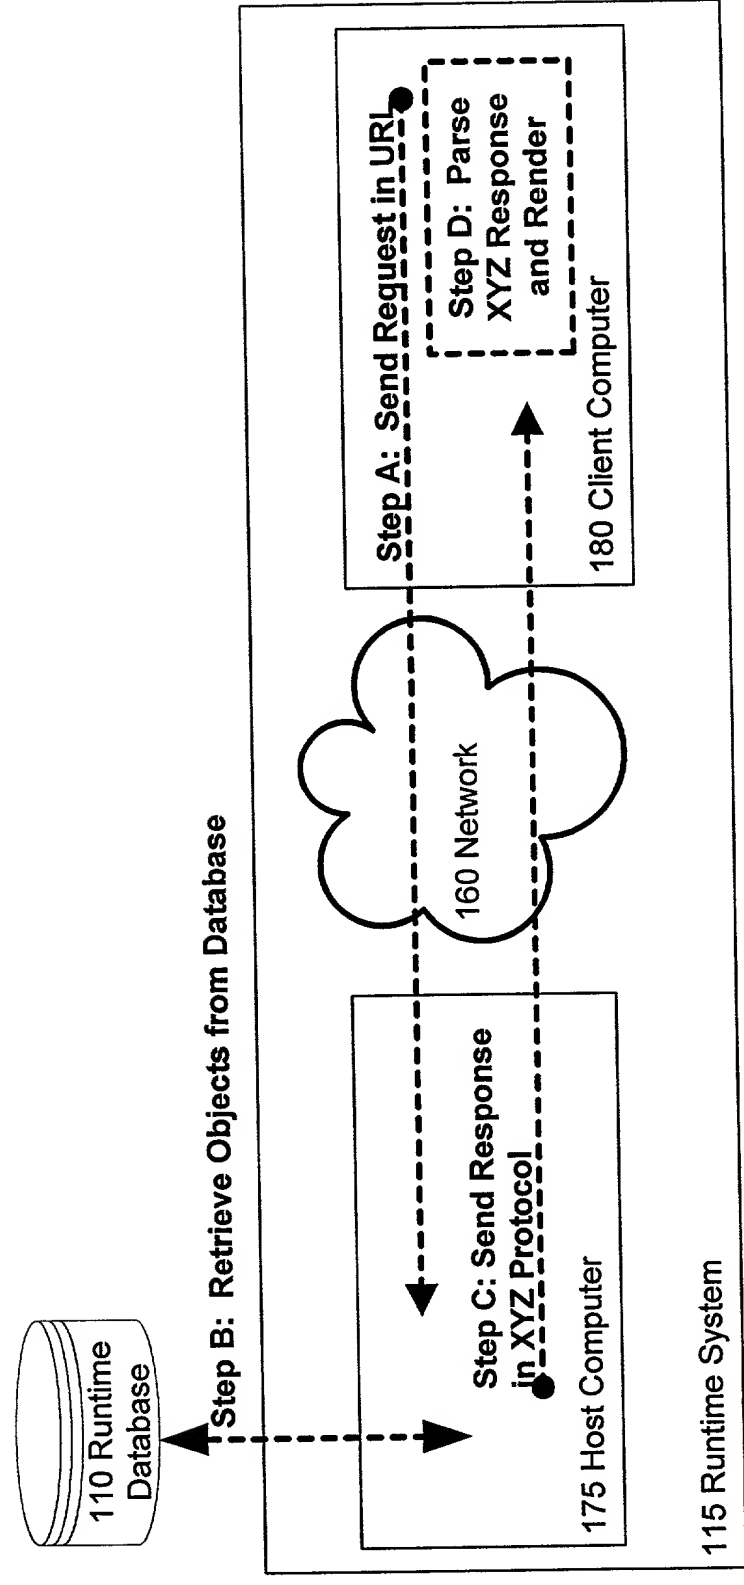 110 Runtime
Database
Step B: Retrieve Objects from Database
Step A: Send Request in URL
Step D: Parse
XYZ Response
and Render
160 Network
Step C: Send Response
in XYZ Protocol
175 Host Computer
180 Client Computer
115 Runtime System